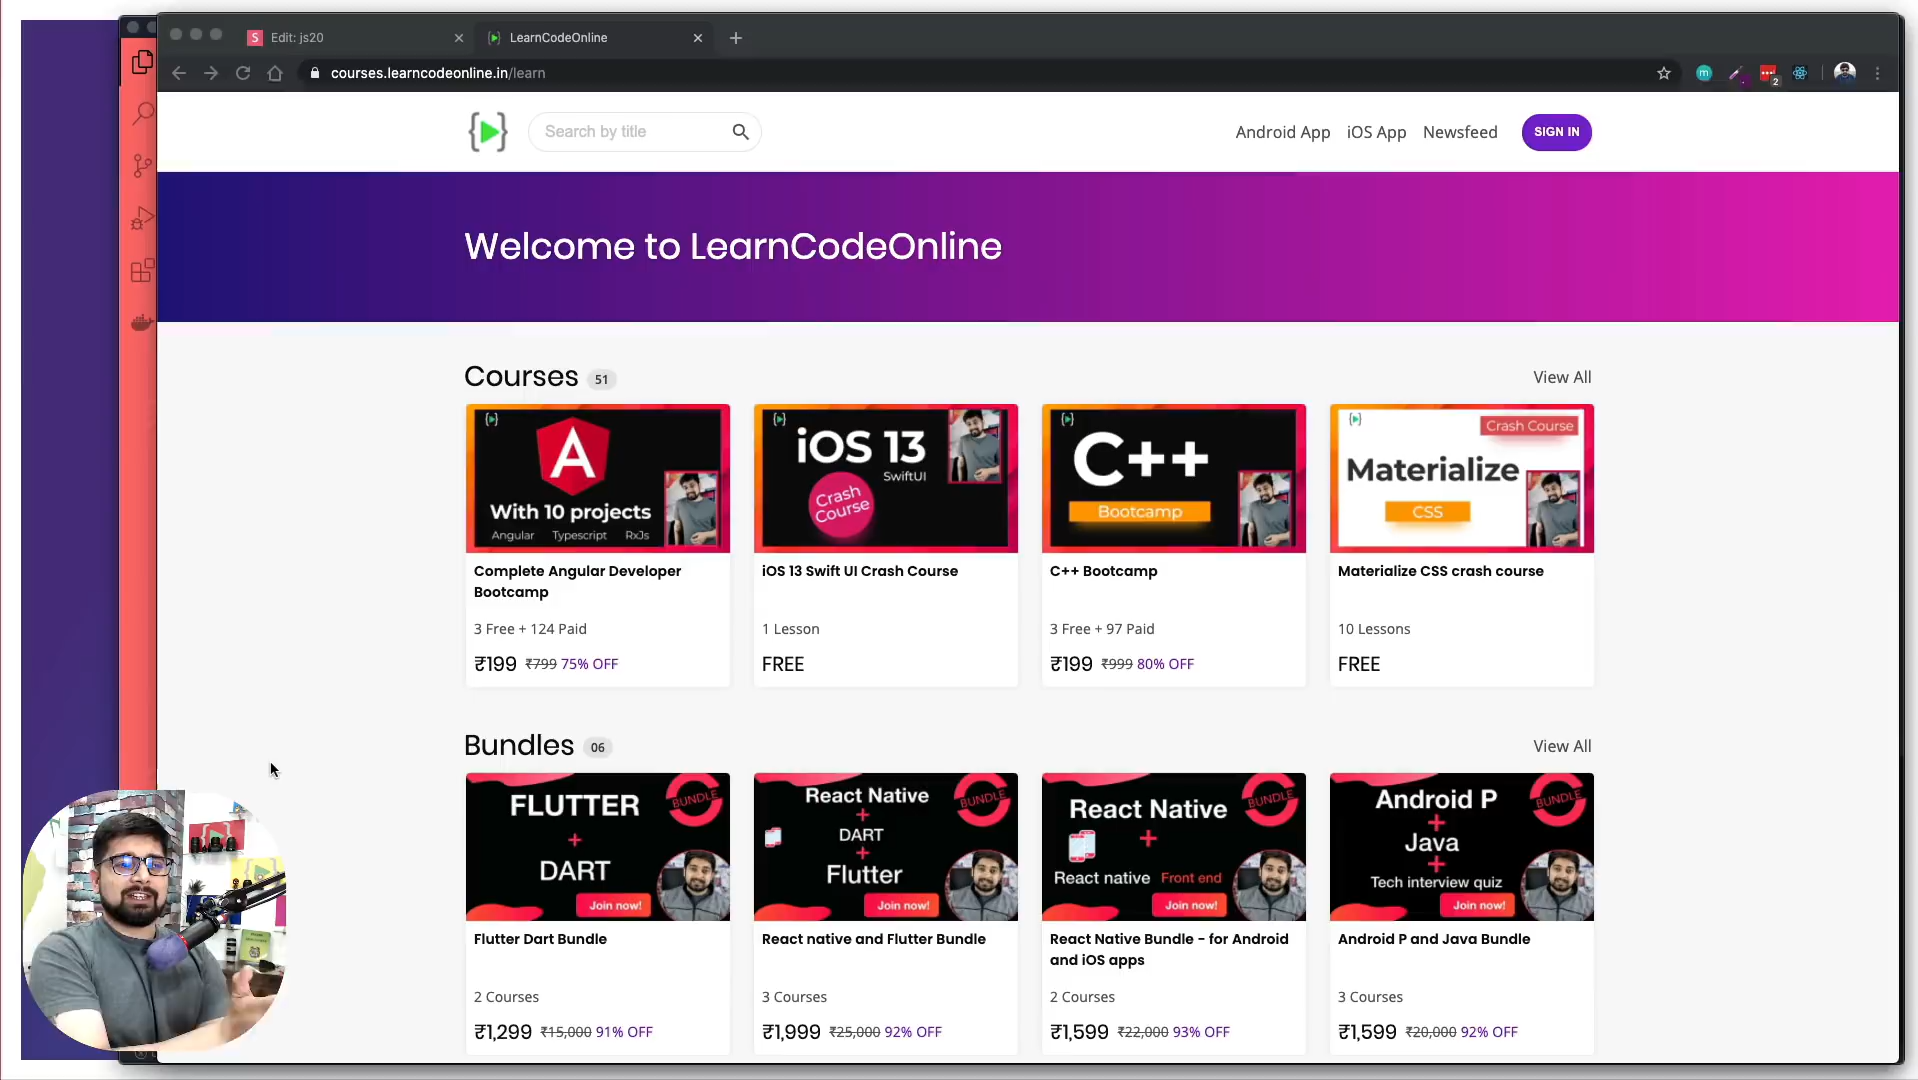 Edit: js20
LearnCodeOnline
courses.learncodeonline.in/learn
2
Search by title
Android App
iOS App
Newsfeed
SIGN IN
Welcome to LearnCodeOnline
Courses 51
View All
A
With 10 projects
Angular Typescript RxJs
iOS 13
SwiftUI
Crash
Course
C++
Bootcamp
Crash Course
Materialize
CSS
Complete Angular Developer
Bootcamp
3 Free + 124 Paid
₹199 ₹799 75% OFF
iOS 13 Swift UI Crash Course
1 Lesson
FREE
C++ Bootcamp
3 Free + 97 Paid
₹199 ₹999 80% OFF
Materialize CSS crash course
10 Lessons
FREE
Bundles 06
View All
FLUTTER
+
DART
BUNDLE
Join now!
React Native
+
DART
+
Flutter
BUNDLE
Join now!
React Native
+
React native Front end
BUNDLE
Join now!
Android P
+
Java
+
Tech interview quiz
BUNDLE
Join now!
Flutter Dart Bundle
2 Courses
₹1,299 ₹15,000 91% OFF
React native and Flutter Bundle
3 Courses
₹1,999 ₹25,000 92% OFF
React Native Bundle - for Android
and iOS apps
2 Courses
₹1,599 ₹22,000 93% OFF
Android P and Java Bundle
3 Courses
₹1,599 ₹20,000 92% OFF